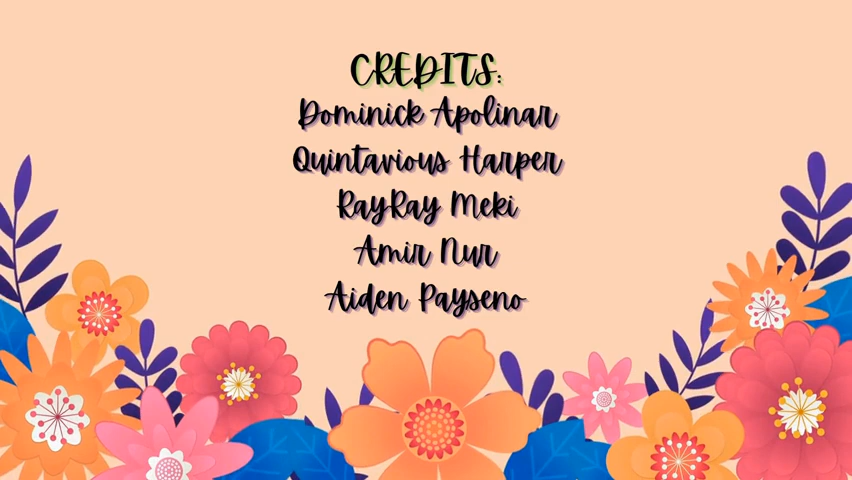 CREDITS:
Dominick Apolinar
Quintavious Harper
RayRay Meki
Amir Nur
Aiden Payseno